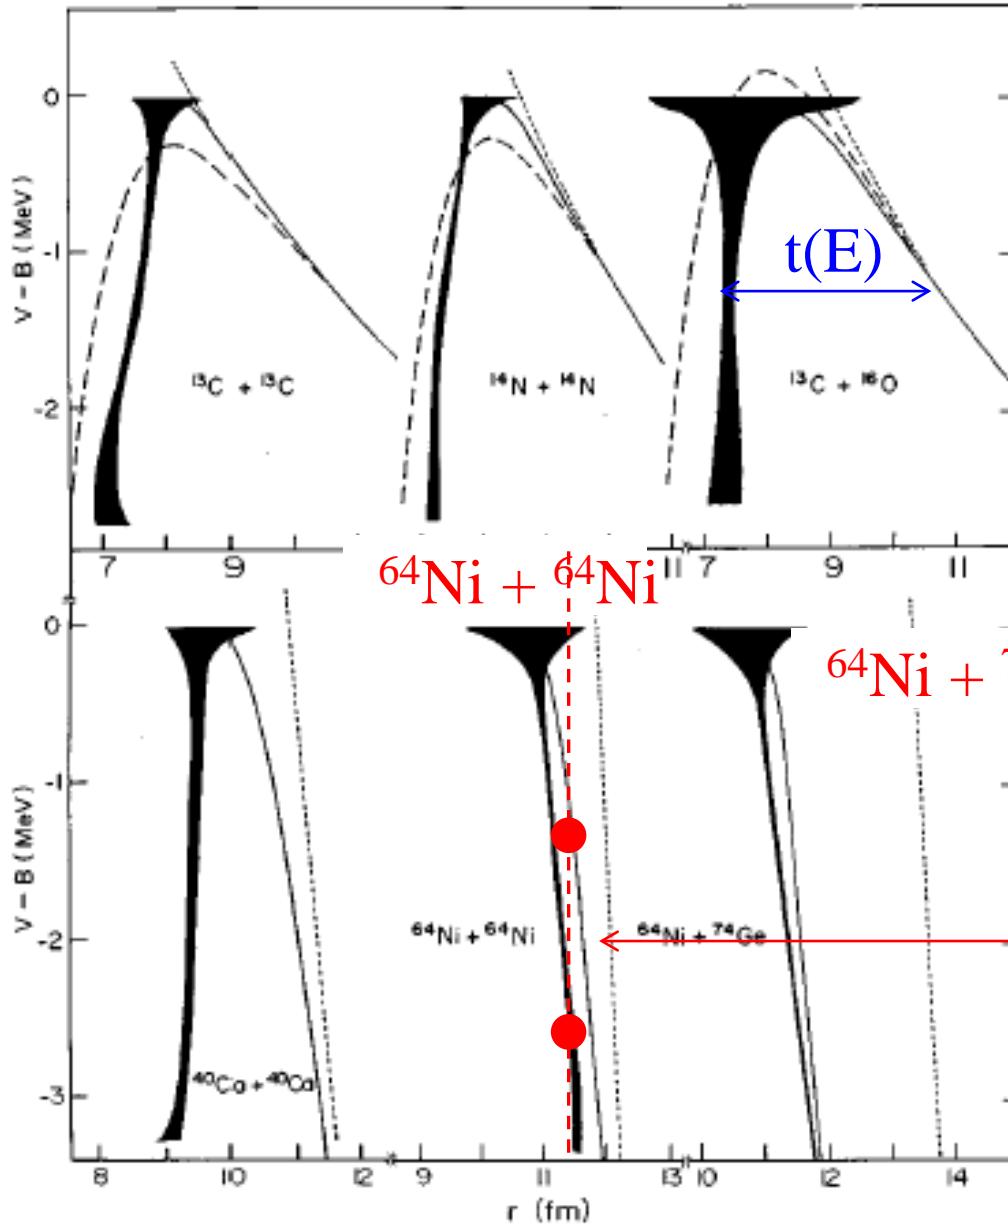 0
-1
-2
V – B (MeV)
t(E)
¹³C + ¹³C
¹⁴N + ¹⁴N
¹³C + ¹⁶O
7 9 11 7 9 11
⁶⁴Ni + ⁶⁴Ni
⁶⁴Ni +
0
-1
-2
-3
V – B (MeV)
⁴⁰Ca + ⁴⁰Ca
⁶⁴Ni + ⁶⁴Ni
⁶⁴Ni + ⁷⁴Ge
8 10 12 9 11 13 10 12 14
r (fm)